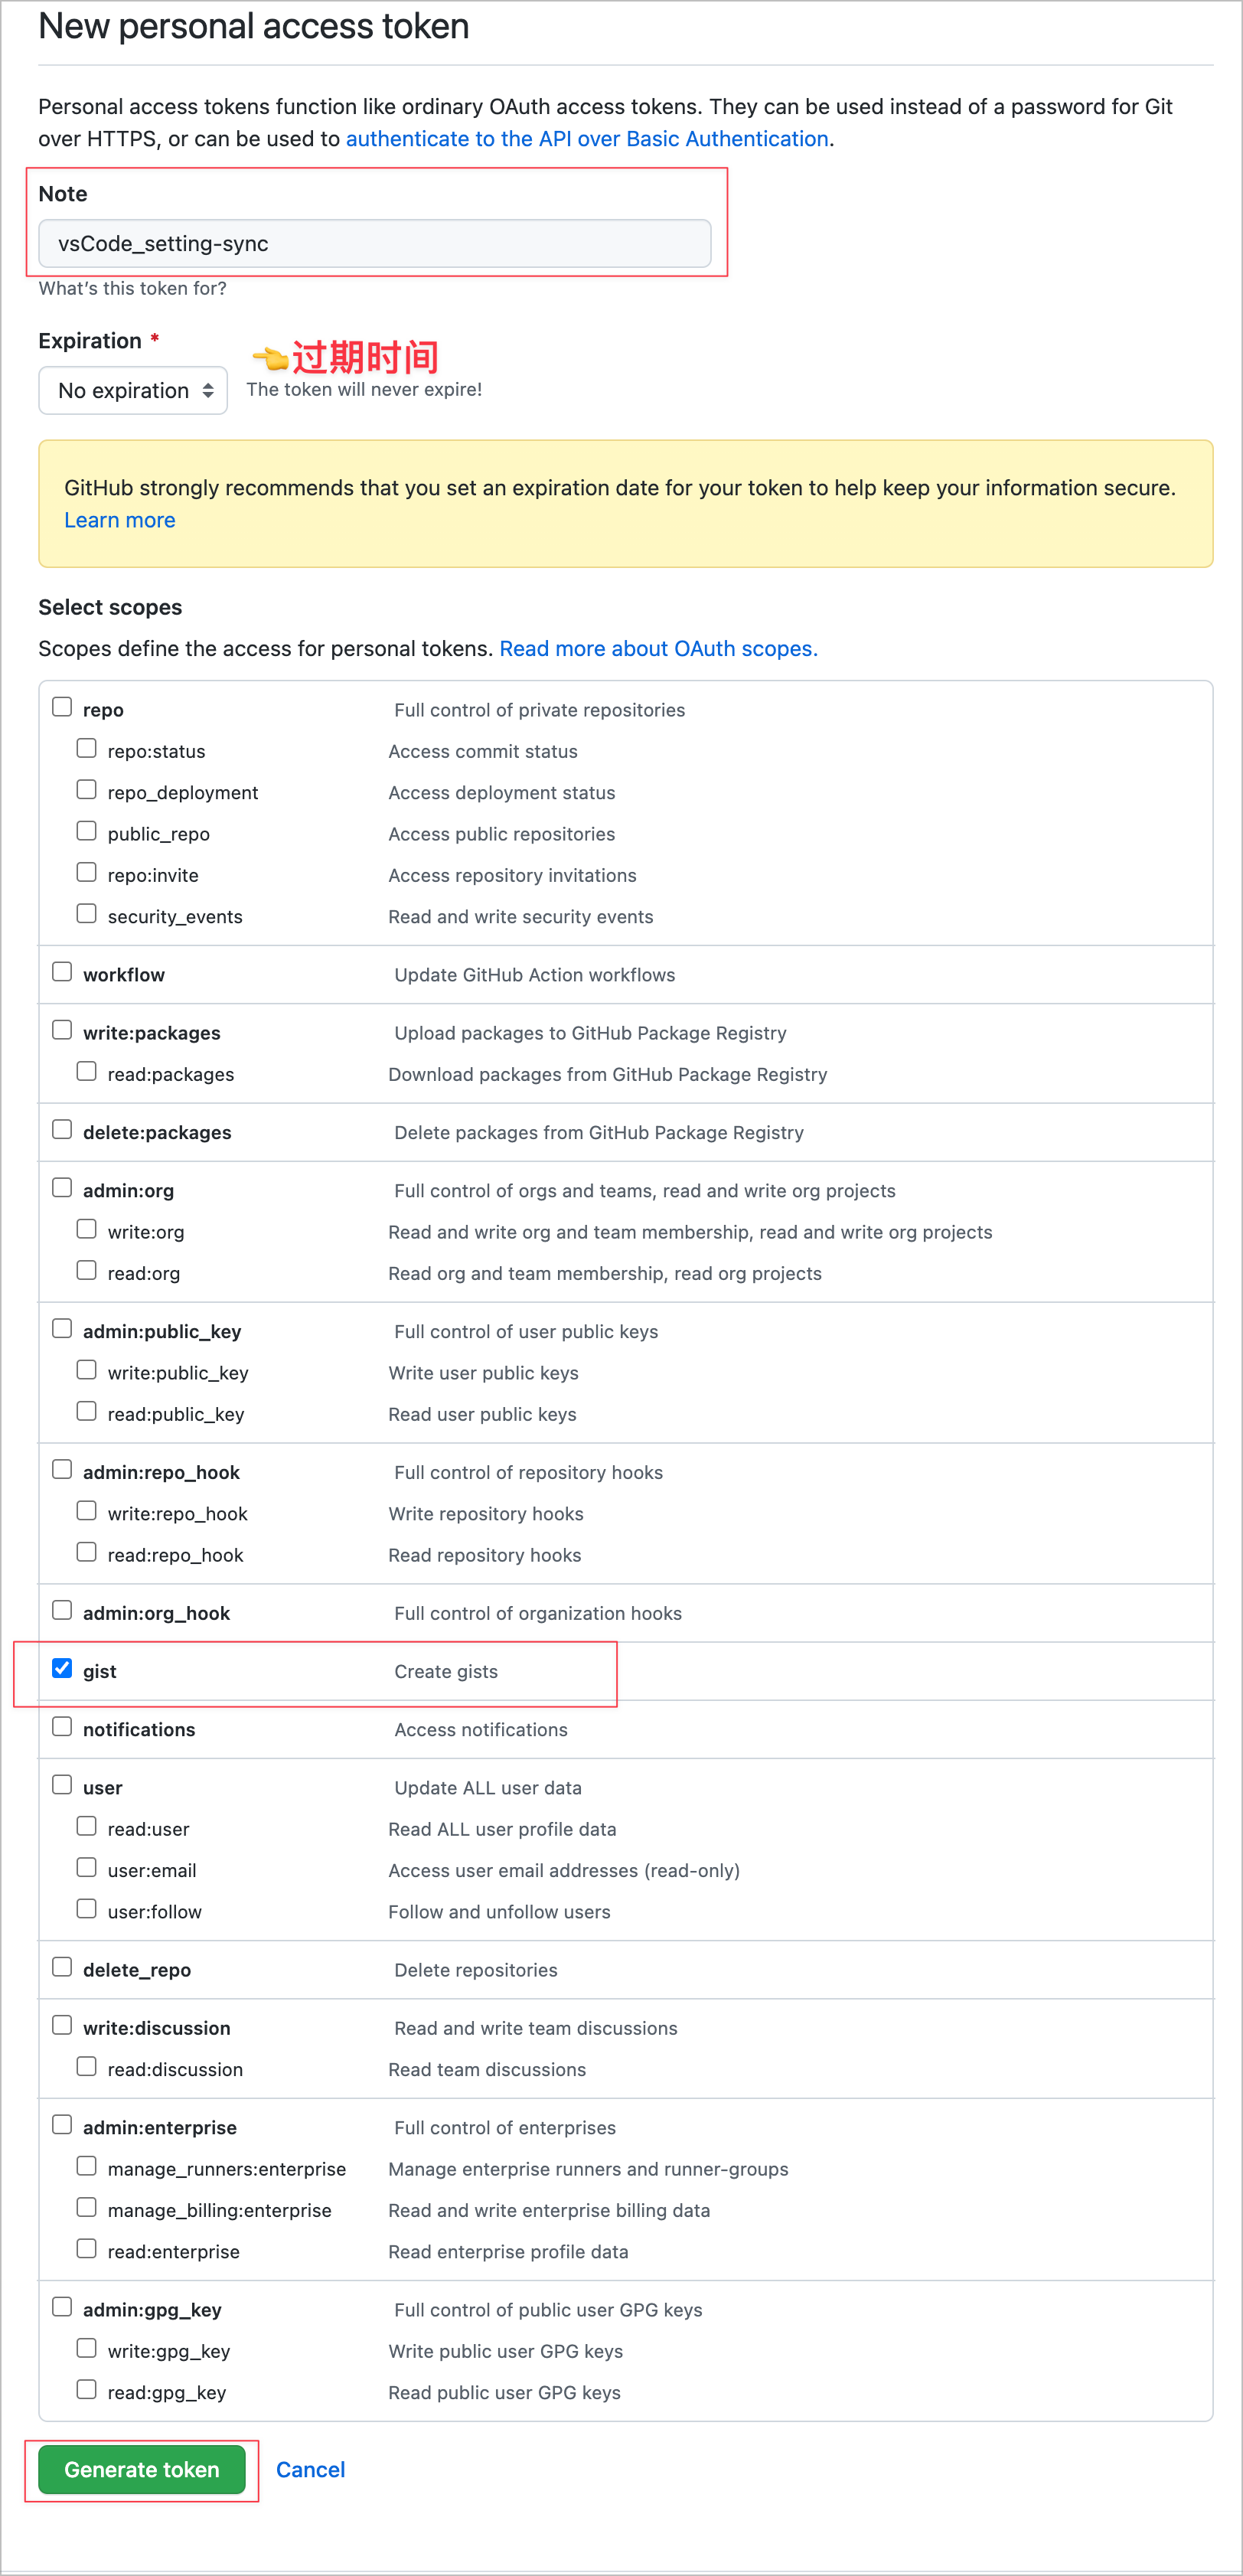 New personal access token
Personal access tokens function like ordinary OAuth access tokens. They can be used instead of a password for Git
over HTTPS, or can be used to authenticate to the API over Basic Authentication.
Note
vsCode_setting-sync
What's this token for?
Expiration *
👈过期时间
No expiration
The token will never expire!
GitHub strongly recommends that you set an expiration date for your token to help keep your information secure.
Learn more
Select scopes
Scopes define the access for personal tokens. Read more about OAuth scopes.
repo Full control of private repositories
repo:status Access commit status
repo_deployment Access deployment status
public_repo Access public repositories
repo:invite Access repository invitations
security_events Read and write security events
workflow Update GitHub Action workflows
write:packages Upload packages to GitHub Package Registry
read:packages Download packages from GitHub Package Registry
delete:packages Delete packages from GitHub Package Registry
admin:org Full control of orgs and teams, read and write org projects
write:org Read and write org and team membership, read and write org projects
read:org Read org and team membership, read org projects
admin:public_key Full control of user public keys
write:public_key Write user public keys
read:public_key Read user public keys
admin:repo_hook Full control of repository hooks
write:repo_hook Write repository hooks
read:repo_hook Read repository hooks
admin:org_hook Full control of organization hooks
gist Create gists
notifications Access notifications
user Update ALL user data
read:user Read ALL user profile data
user:email Access user email addresses (read-only)
user:follow Follow and unfollow users
delete_repo Delete repositories
write:discussion Read and write team discussions
read:discussion Read team discussions
admin:enterprise Full control of enterprises
manage_runners:enterprise Manage enterprise runners and runner-groups
manage_billing:enterprise Read and write enterprise billing data
read:enterprise Read enterprise profile data
admin:gpg_key Full control of public user GPG keys
write:gpg_key Write public user GPG keys
read:gpg_key Read public user GPG keys
Generate token Cancel